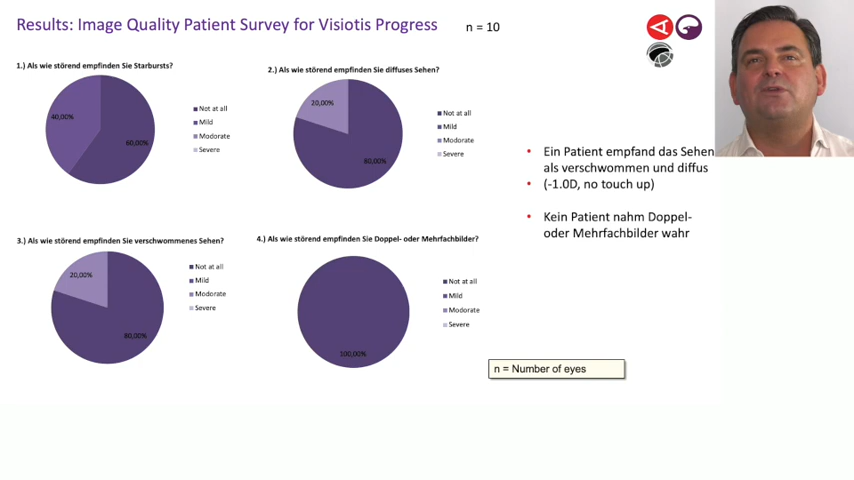 Results: Image Quality Patient Survey for Visiotis Progress
n = 10
1.) Als wie störend empfinden Sie Starbursts?
40,00%
60,00%
Not at all
Mild
Moderate
Severe
2.) Als wie störend empfinden Sie diffuses Sehen?
20,00%
80,00%
Not at all
Mild
Moderate
Severe
• Ein Patient empfand das Sehen
als verschwommen und diffus
• (-1.0D, no touch up)
• Kein Patient nahm Doppel-
oder Mehrfachbilder wahr
3.) Als wie störend empfinden Sie verschwommenes Sehen?
20,00%
80,00%
Not at all
Mild
Moderate
Severe
4.) Als wie störend empfinden Sie Doppel- oder Mehrfachbilder?
100,00%
Not at all
Mild
Moderate
Severe
n = Number of eyes